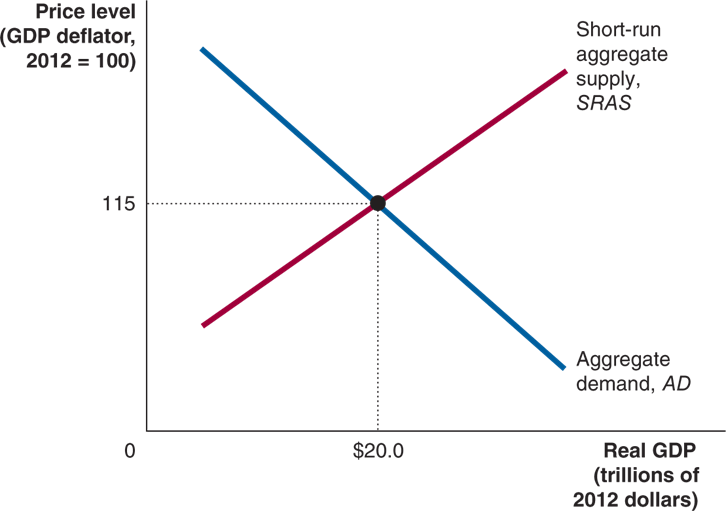 Price level
(GDP deflator,
2012 = 100)
Short-run
aggregate
supply,
SRAS
115
Aggregate
demand, AD
0
$20.0
Real GDP
(trillions of
2012 dollars)